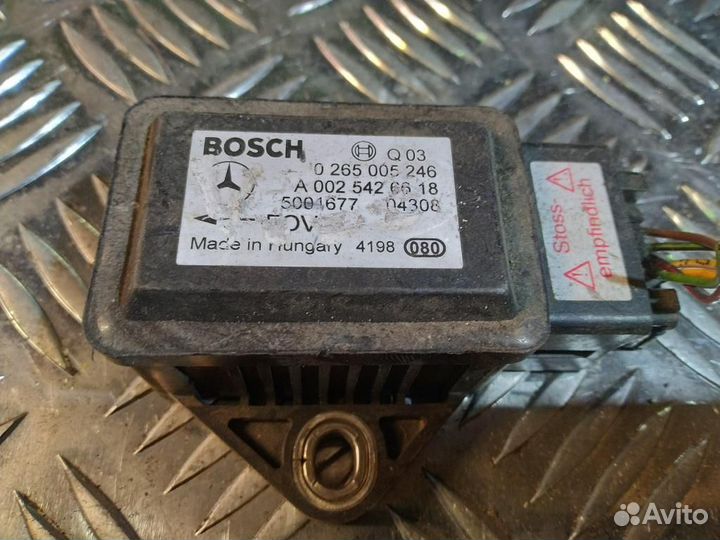 BOSCH Q 03
0 265 005 246
A 002 542 66 18
5001677 04308
Made in Hungary 4198 080
Stoss-
empfindlich
Avito